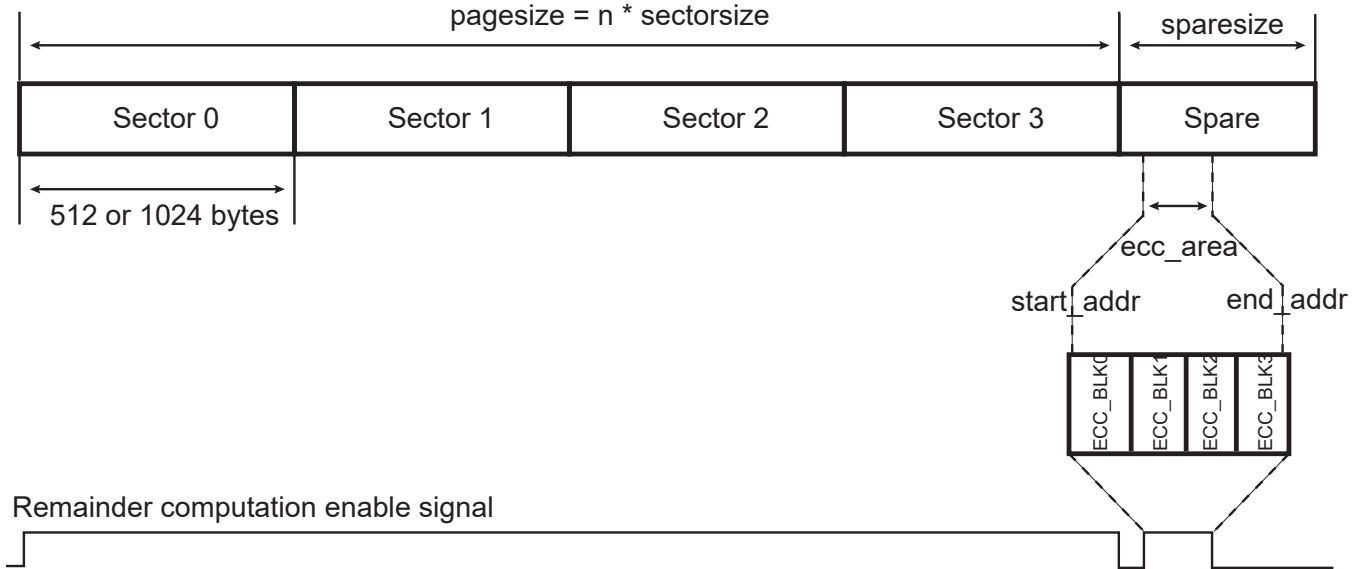 pagesize = n * sectorsize
sparesize
Sector 0
Sector 1
Sector 2
Sector 3
Spare
512 or 1024 bytes
ecc_area
start_addr
end_addr
ECC_BLK0
ECC_BLK1
ECC_BLK2
ECC_BLK3
Remainder computation enable signal